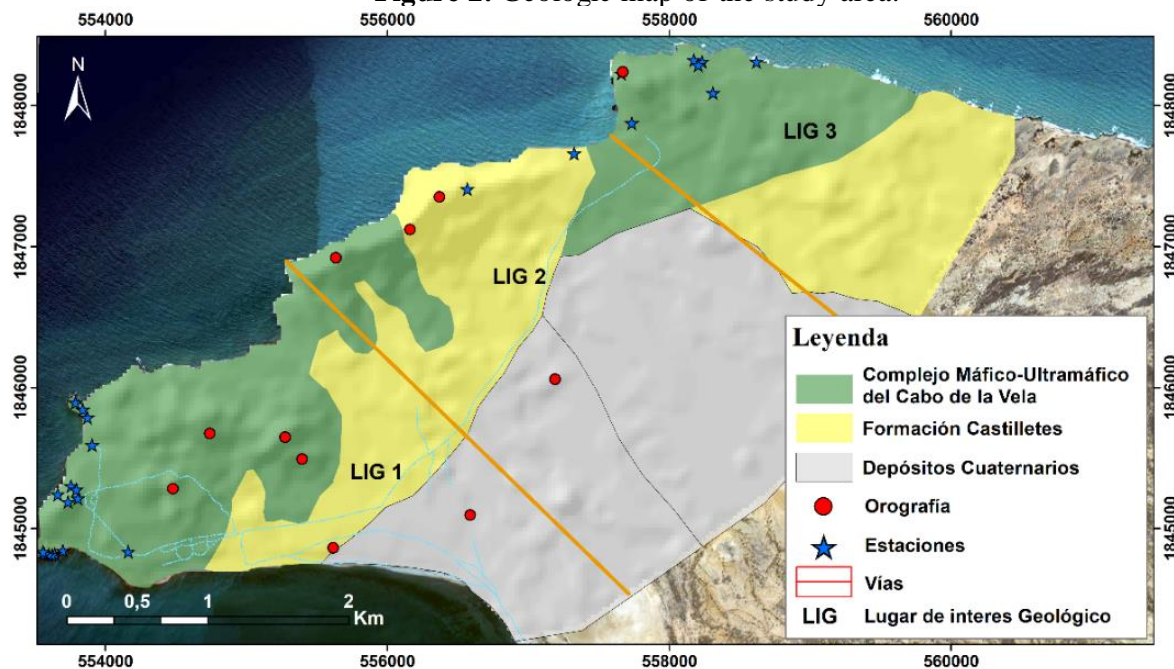 Figure 2. Geologic map of the study area.
554000 556000 558000 560000
N
1848000
1847000
1846000
1845000
1848000
1847000
1846000
1845000
LIG 3
LIG 2
LIG 1
Leyenda
Complejo Máfico-Ultramáfico
del Cabo de la Vela
Formación Castilletes
Depósitos Cuaternarios
Orografía
Estaciones
Vías
LIG Lugar de interes Geológico
0 0,5 1 2
Km
554000 556000 558000 560000